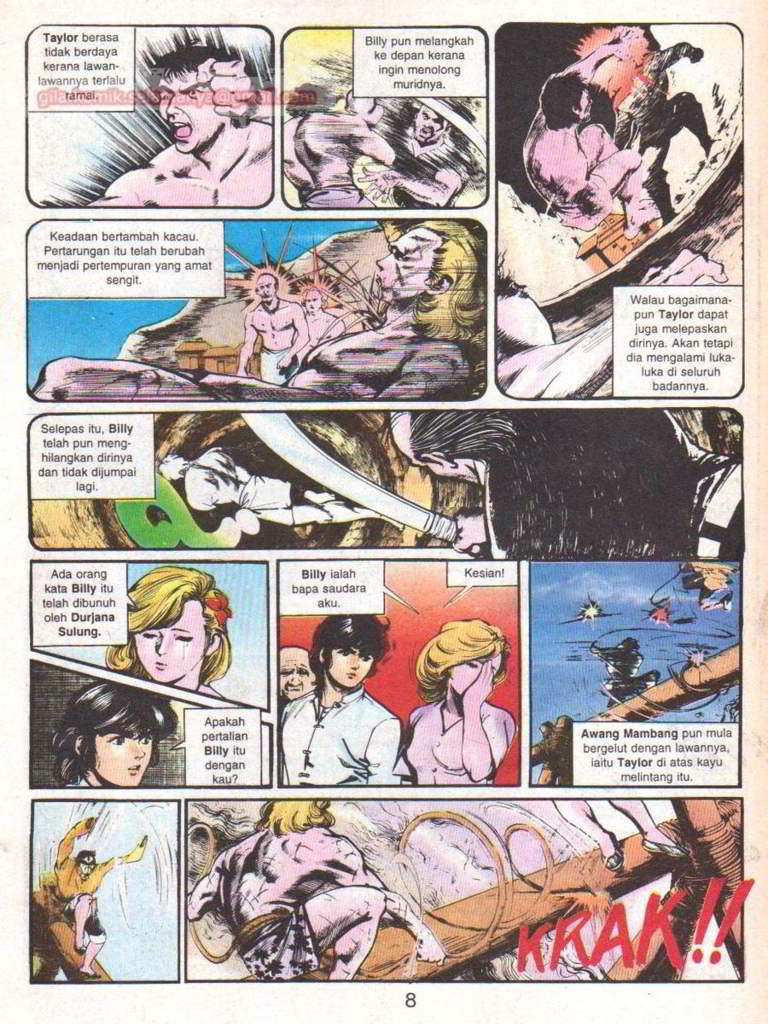 Taylor berasa
tidak berdaya
kerana lawan-
lawannya terlalu
ramai.
Billy pun melangkah
ke depan kerana
ingin menolong
muridnya.
Keadaan bertambah kacau.
Pertarungan itu telah berubah
menjadi pertempuran yang amat
sengit.
Walau bagaimana-
pun Taylor dapat
juga melepaskan
dirinya. Akan tetapi
dia mengalami luka-
luka di seluruh
badannya.
Selepas itu, Billy
telah pun meng-
hilangkan dirinya
dan tidak dijumpai
lagi.
Ada orang
kata Billy itu
telah dibunuh
oleh Durjana
Sulung.
Apakah
pertalian
Billy itu
dengan
kau?
Billy ialah
bapa saudara
aku.
Kesian!
Awang Mambang pun mula
bergelut dengan lawannya,
iaitu Taylor di atas kayu
melintang itu.
KRAK!!
8